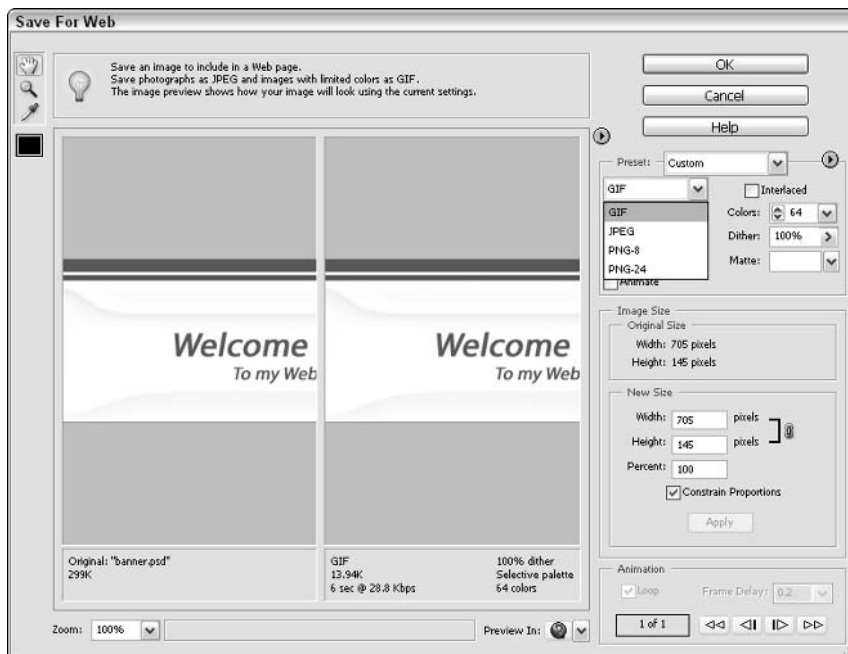 Save For Web
Save an image to include in a Web page.
Save photographs as JPEG and images with limited colors as GIF.
The image preview shows how your image will look using the current settings.
OK
Cancel
Help
Preset: Custom
GIF
Interlaced
GIF
JPEG
PNG-8
PNG-24
Colors: 64
Dither: 100%
Matte:
Animate
Welcome
To my Web
Welcome
To my Web
Image Size
Original Size
Width: 705 pixels
Height: 145 pixels
New Size
Width: 705 pixels
Height: 145 pixels
Percent: 100
Constrain Proportions
Apply
Original: "banner.psd"
299K
GIF
13.94K
6 sec @ 28.8 Kbps
100% dither
Selective palette
64 colors
Animation
Loop
Frame Delay: 0.2
1 of 1
Zoom: 100%
Preview In: